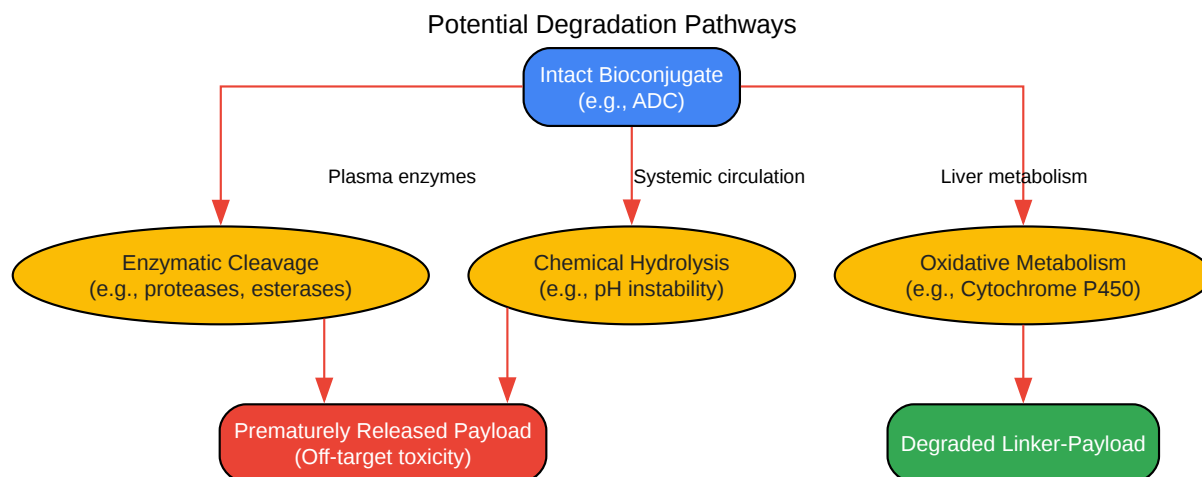 Potential Degradation Pathways
Intact Bioconjugate
(e.g., ADC)
Plasma enzymes
Systemic circulation
Liver metabolism
Enzymatic Cleavage
(e.g., proteases, esterases)
Chemical Hydrolysis
(e.g., pH instability)
Oxidative Metabolism
(e.g., Cytochrome P450)
Prematurely Released Payload
(Off-target toxicity)
Degraded Linker-Payload